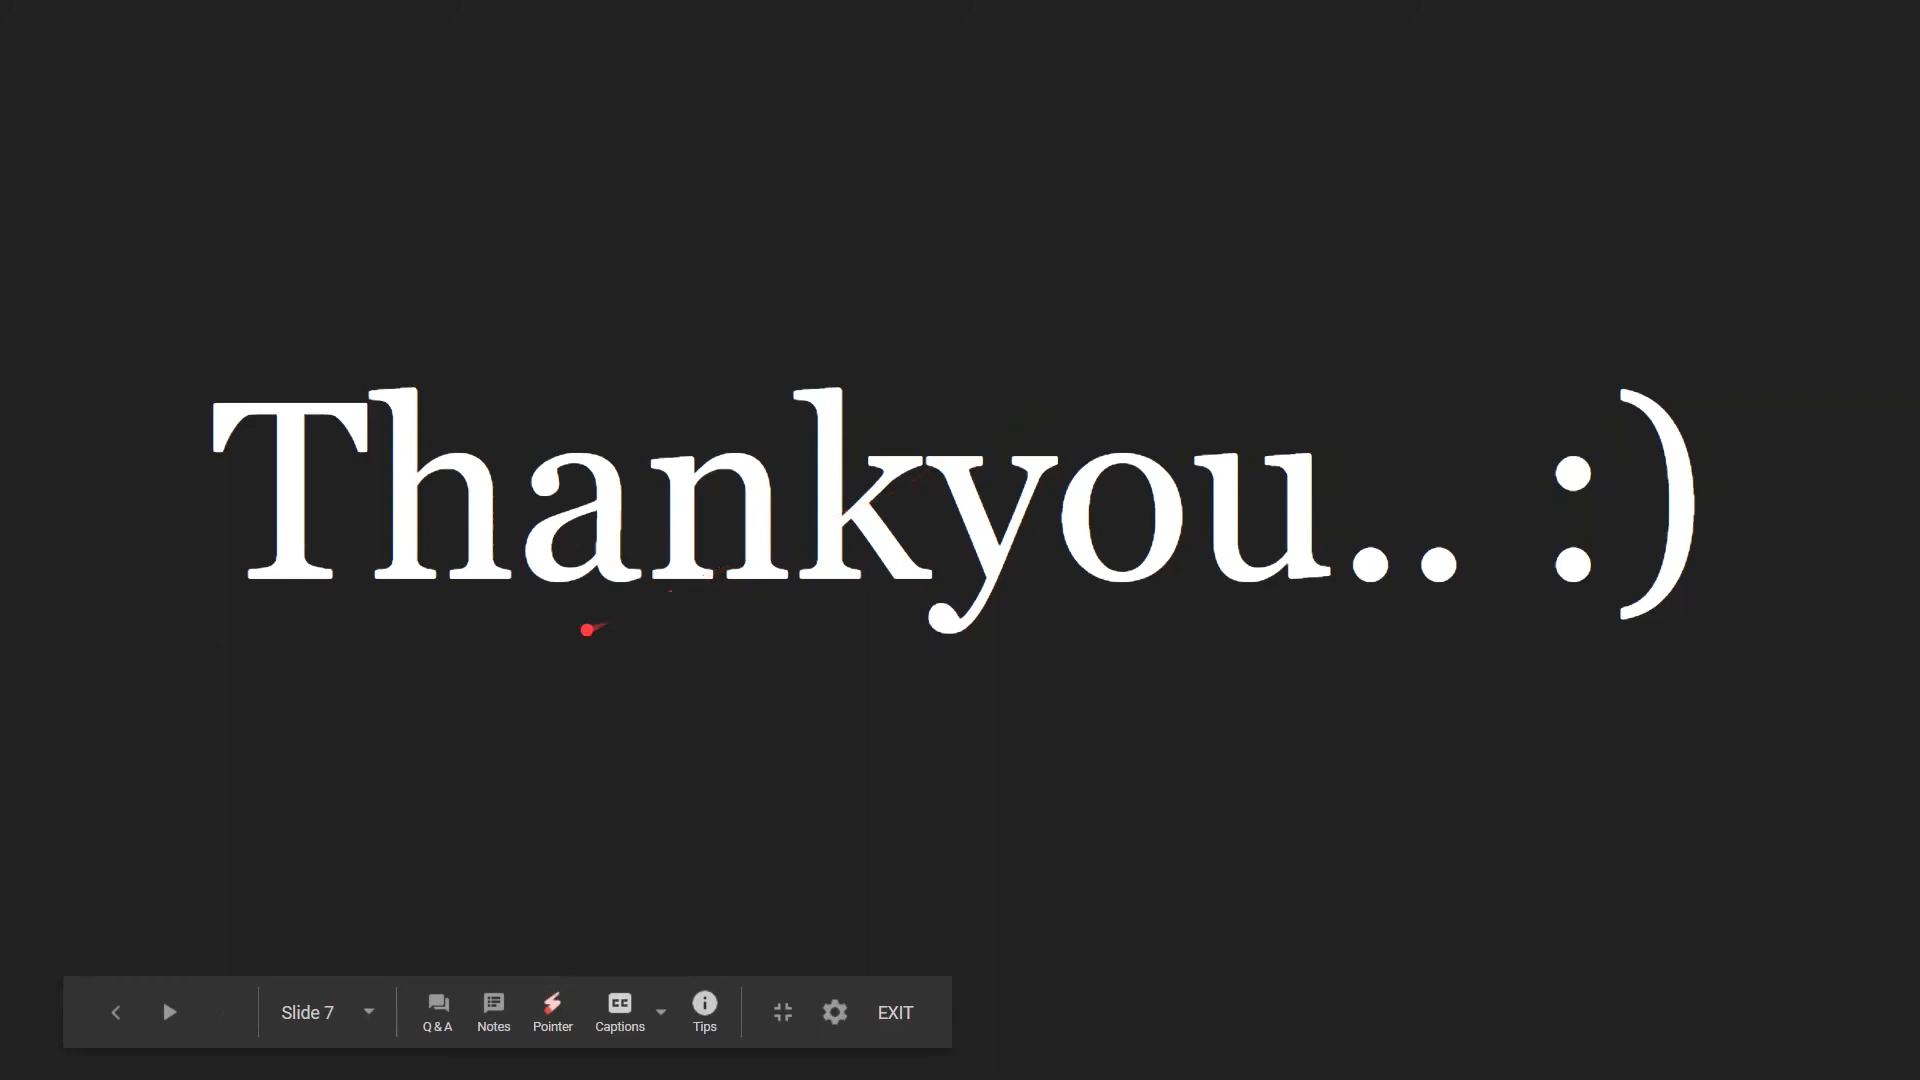 Thankyou.. :)
Slide 7
Q & A
Notes
Pointer
Captions
Tips
EXIT